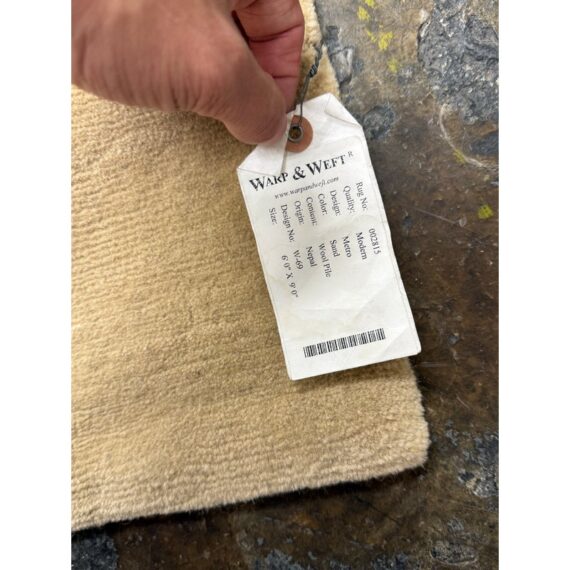 WARP & WEFT ®
www.warpandweft.com
Rug No: 002815
Quality: Modern
Design: Metro
Color: Sand
Content: Wool Pile
Origin: Nepal
Design No: W-69
Size: 6' 0" X 9' 0"